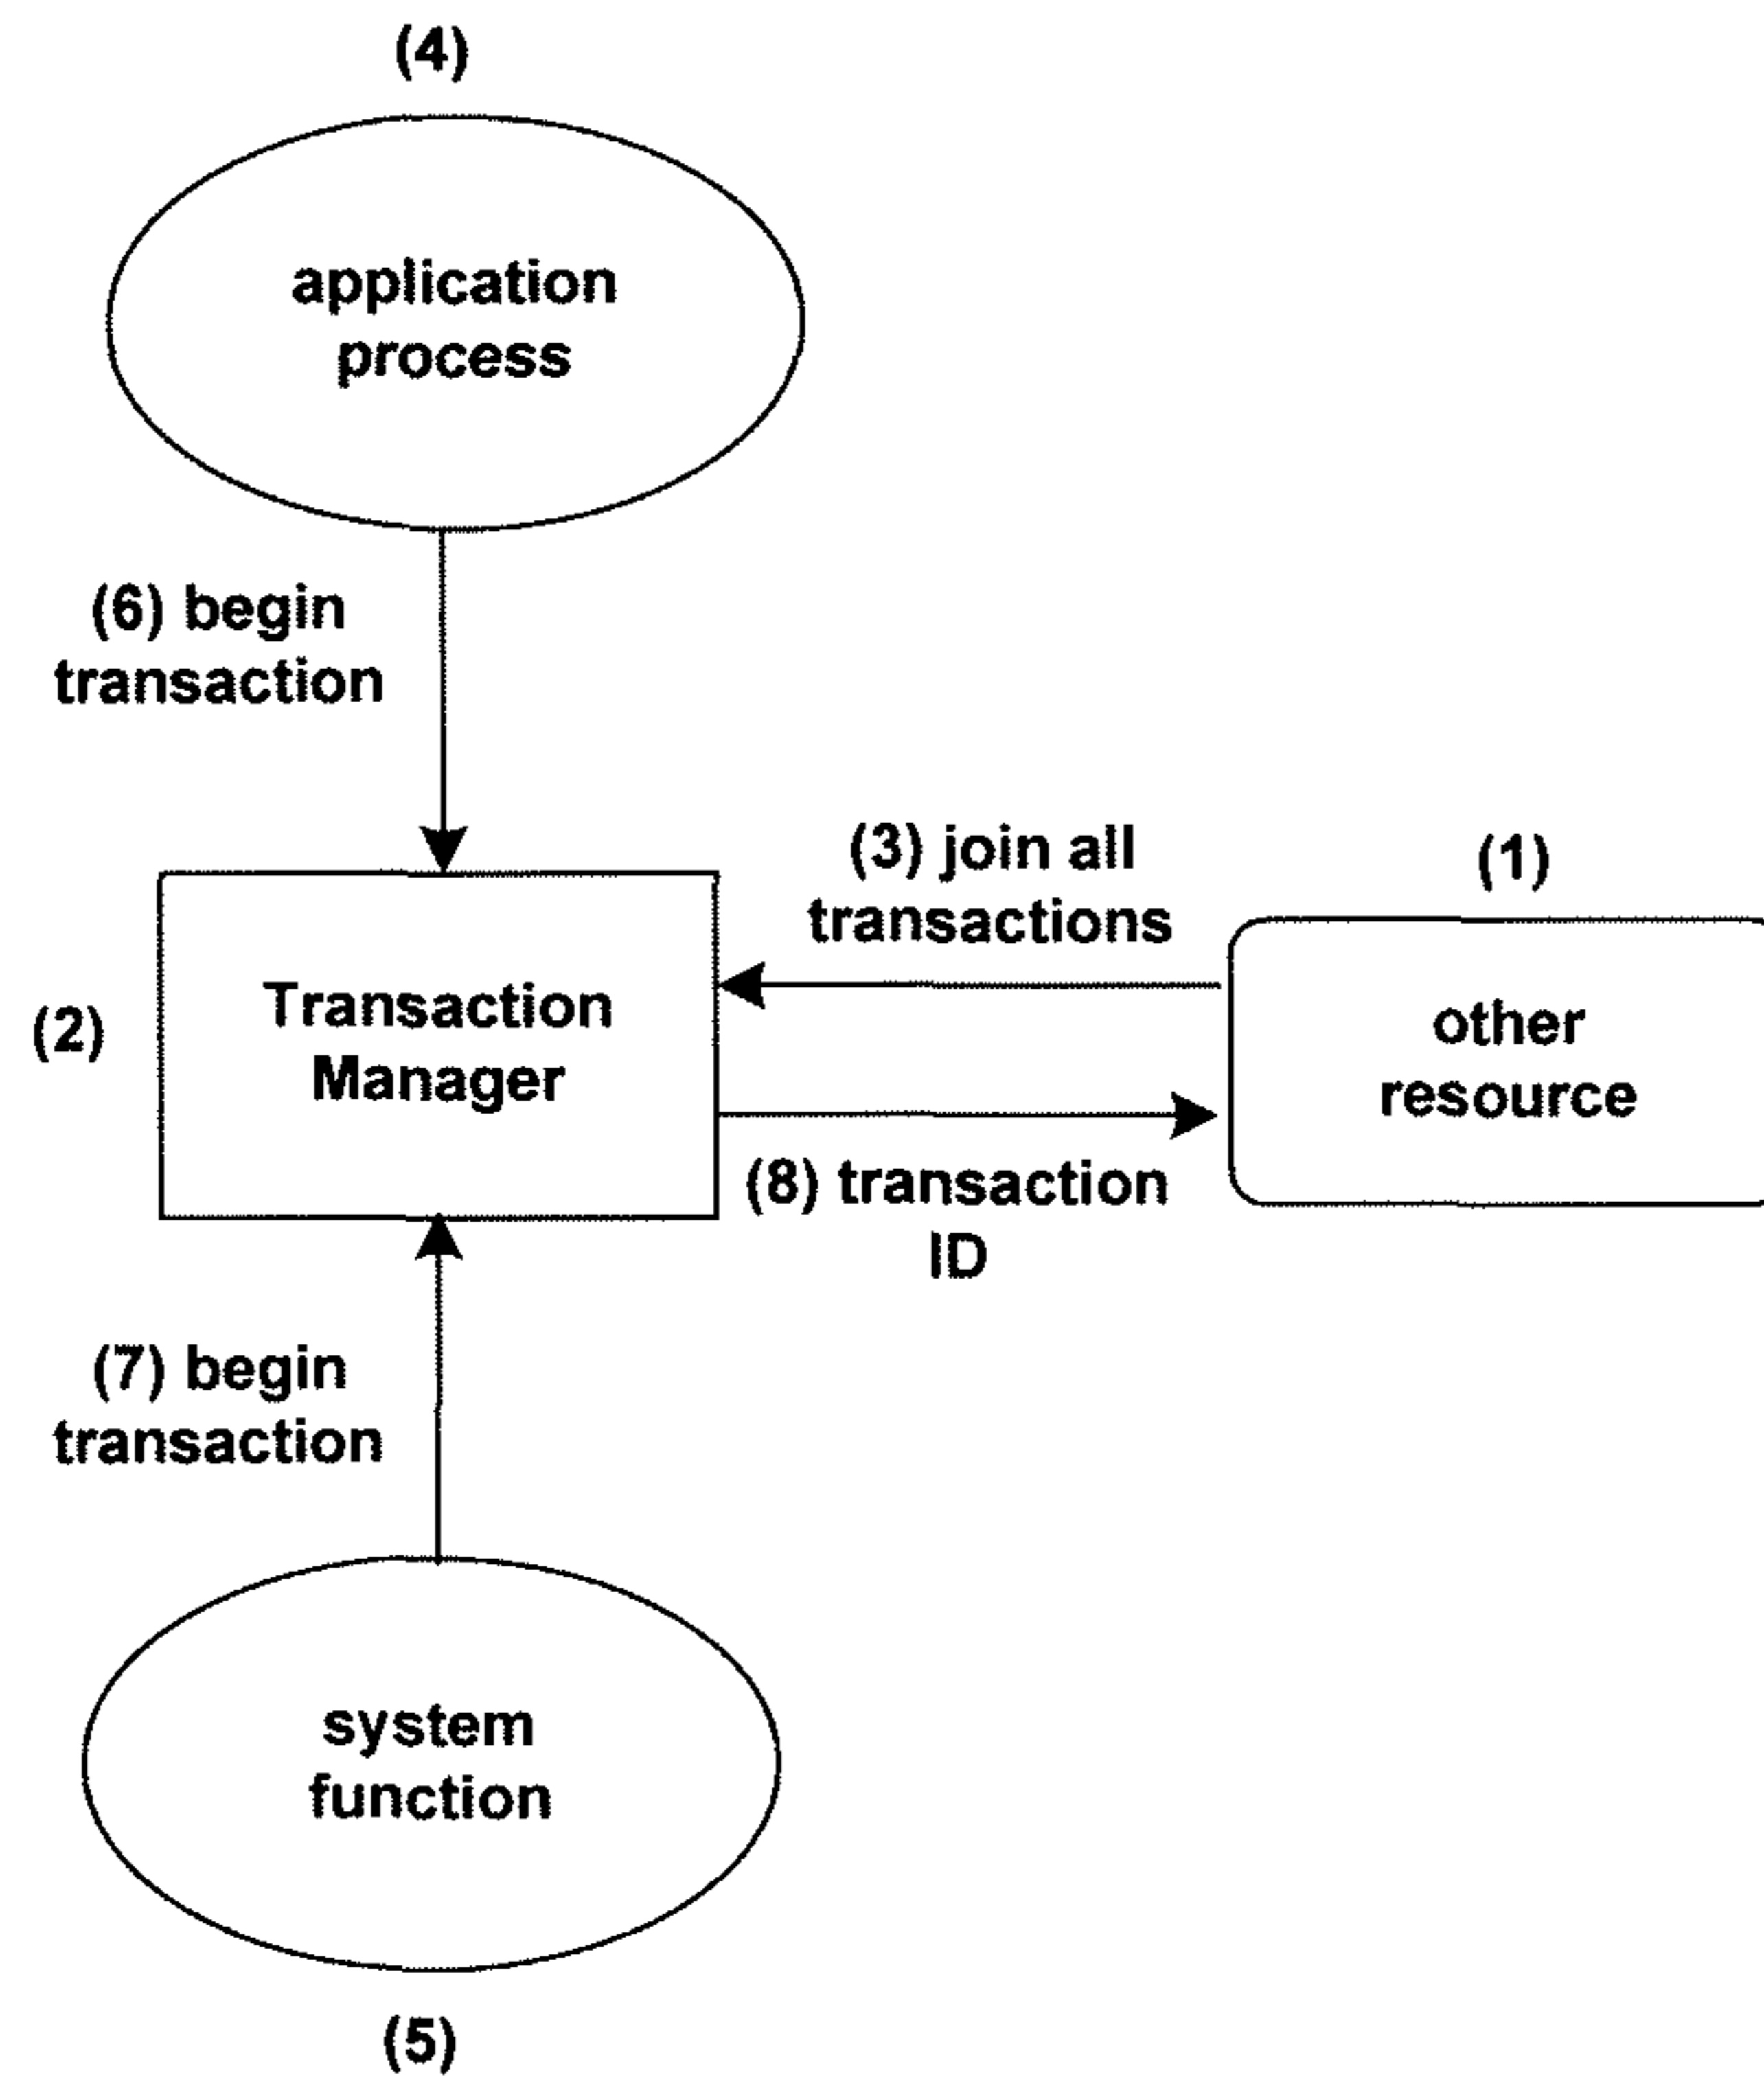 (4)
application
process
(6) begin
transaction
(3) join all
transactions
(1)
(2)
Transaction
Manager
other
resource
(8) transaction
ID
(7) begin
transaction
system
function
(5)